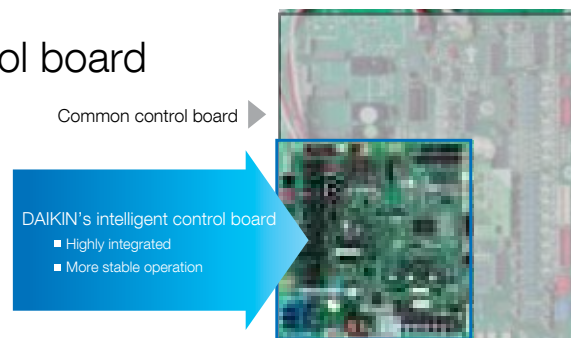 ol board
Common control board
DAIKIN's intelligent control board
Highly integrated
More stable operation